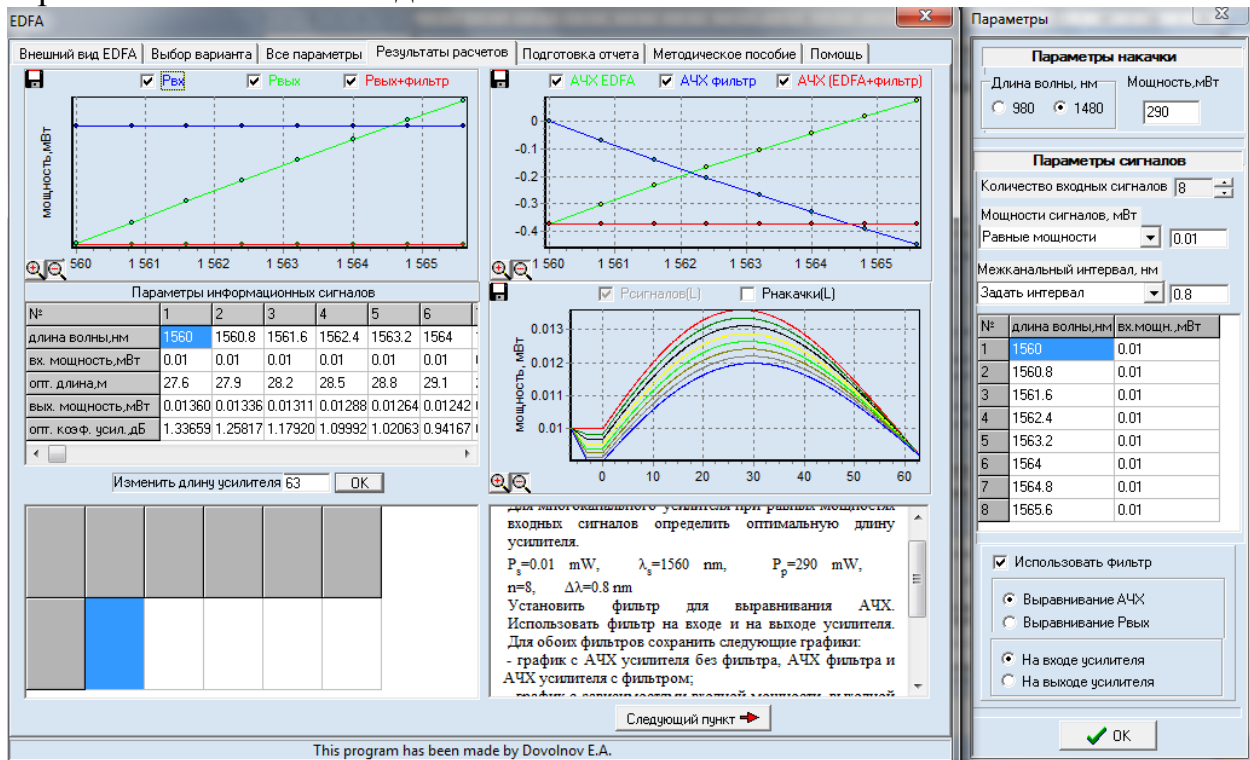 EDFA
Внешний вид EDFA Выбор варианта Все параметры Результаты расчетов Подготовка отчета Методическое пособие Помощь
Рвх Рвых Рвых+фильтр
мощность,мВт
1 560 1 561 1 562 1 563 1 564 1 565
АЧХ EDFA АЧХ фильтр АЧХ (EDFA+фильтр)
0
-0.1
-0.2
-0.3
-0.4
1 560 1 561 1 562 1 563 1 564 1 565
Параметры информационных сигналов
№ 1 2 3 4 5 6
длина волны,нм 1560 1560.8 1561.6 1562.4 1563.2 1564
вх. мощность,мВт 0.01 0.01 0.01 0.01 0.01 0.01
опт. длина,м 27.6 27.9 28.2 28.5 28.8 29.1
вых. мощность,мВт 0.01360 0.01336 0.01311 0.01288 0.01264 0.01242
опт. коэф. усил.дБ 1.33659 1.25817 1.17920 1.09992 1.02063 0.94167
Изменить длину усилителя 63 ОК
Рсигналов(L) Рнакачки(L)
мощность, мВт
0.013
0.012
0.011
0.01
0 10 20 30 40 50 60
Для многоканального усилителя при равных мощностях
входных сигналов определить оптимальную длину
усилителя.
Ps=0.01 mW, λs=1560 nm, Pp=290 mW,
n=8, Δλ=0.8 nm
Установить фильтр для выравнивания АЧХ.
Использовать фильтр на входе и на выходе усилителя.
Для обоих фильтров сохранить следующие графики:
- график с АЧХ усилителя без фильтра, АЧХ фильтра и
АЧХ усилителя с фильтром;
Следующий пункт
This program has been made by Dovolnov E.A.
Параметры
Параметры накачки
Длина волны, нм Мощность,мВт
980 1480 290
Параметры сигналов
Количество входных сигналов 8
Мощности сигналов, мВт
Равные мощности 0.01
Межканальный интервал, нм
Задать интервал 0.8
№ длина волны,нм вх.мощн.,мВт
1 1560 0.01
2 1560.8 0.01
3 1561.6 0.01
4 1562.4 0.01
5 1563.2 0.01
6 1564 0.01
7 1564.8 0.01
8 1565.6 0.01
Использовать фильтр
Выравнивание АЧХ
Выравнивание Рвых
На входе усилителя
На выходе усилителя
ОК